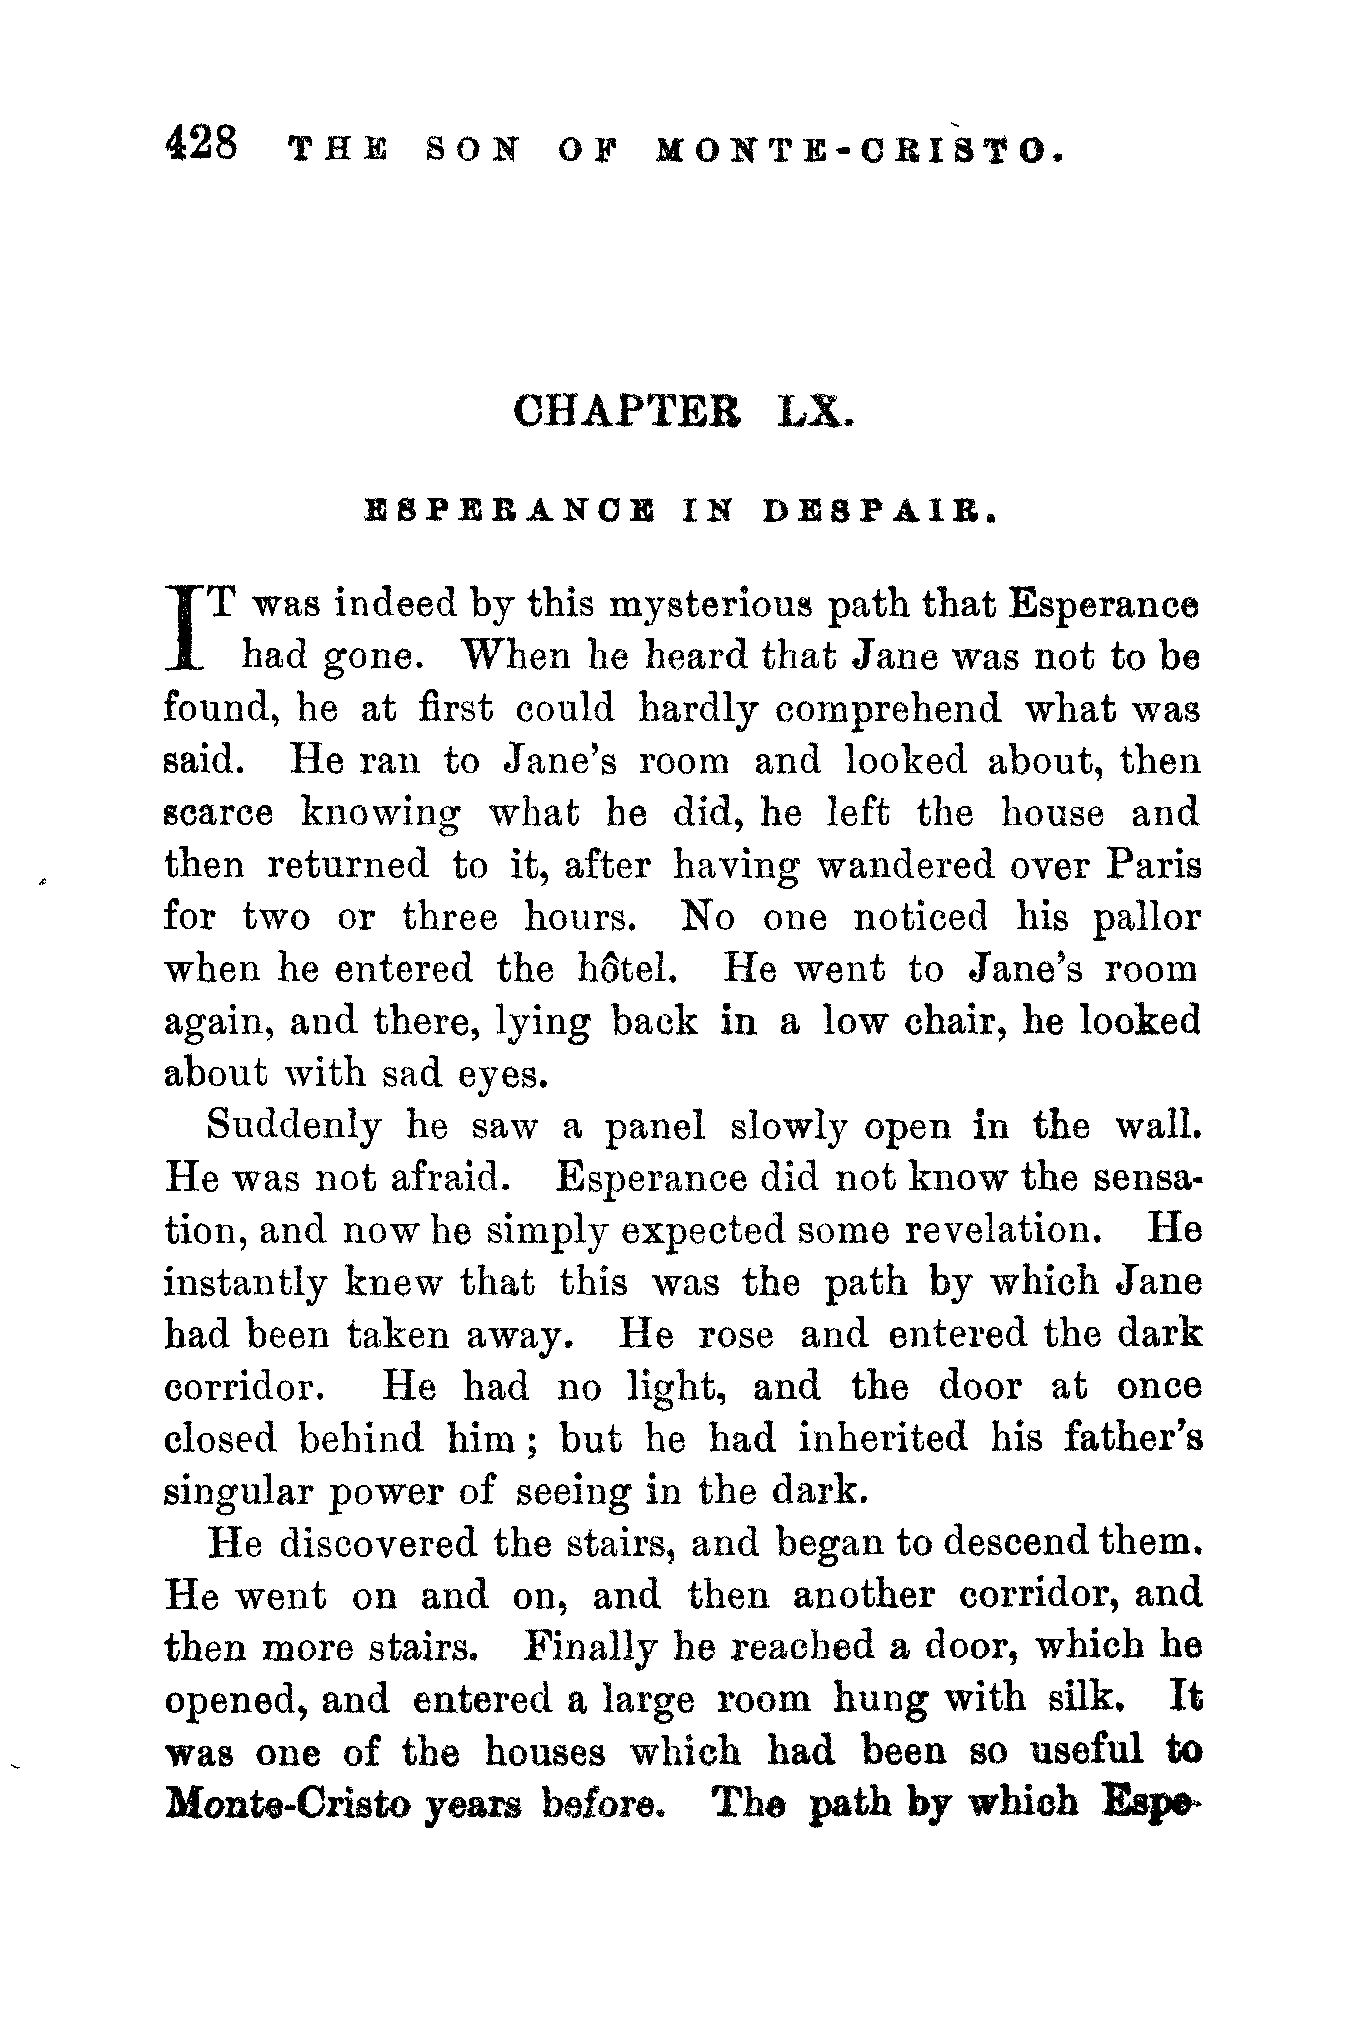 428 THE SON OF MONTE-CRISTO.
CHAPTER LX.
ESPERANCE IN DESPAIR.
IT was indeed by this mysterious path that Esperance
had gone. When he heard that Jane was not to be
found, he at first could hardly comprehend what was
said. He ran to Jane's room and looked about, then
scarce knowing what he did, he left the house and
then returned to it, after having wandered over Paris
for two or three hours. No one noticed his pallor
when he entered the hôtel. He went to Jane's room
again, and there, lying back in a low chair, he looked
about with sad eyes.
Suddenly he saw a panel slowly open in the wall.
He was not afraid. Esperance did not know the sensa-
tion, and now he simply expected some revelation. He
instantly knew that this was the path by which Jane
had been taken away. He rose and entered the dark
corridor. He had no light, and the door at once
closed behind him; but he had inherited his father's
singular power of seeing in the dark.
He discovered the stairs, and began to descend them.
He went on and on, and then another corridor, and
then more stairs. Finally he reached a door, which he
opened, and entered a large room hung with silk. It
was one of the houses which had been so useful to
Monte-Cristo years before. The path by which Espe-